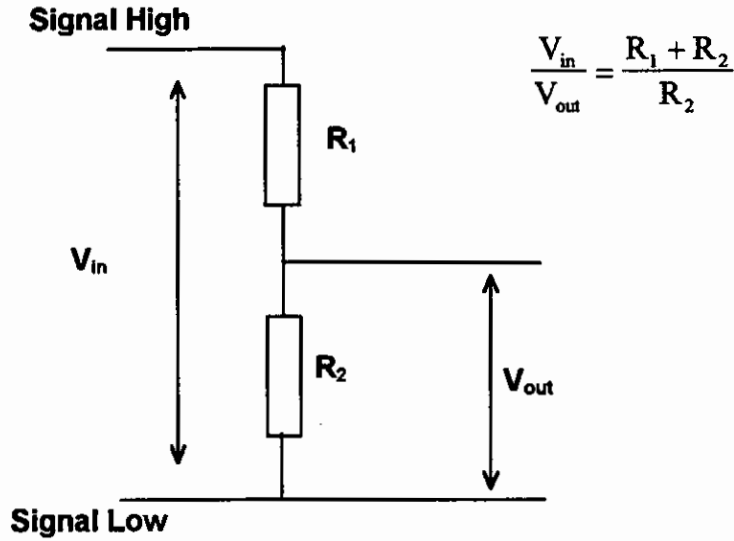 Signal High
V_in / V_out = (R_1 + R_2) / R_2
R_1
V_in
R_2
V_out
Signal Low